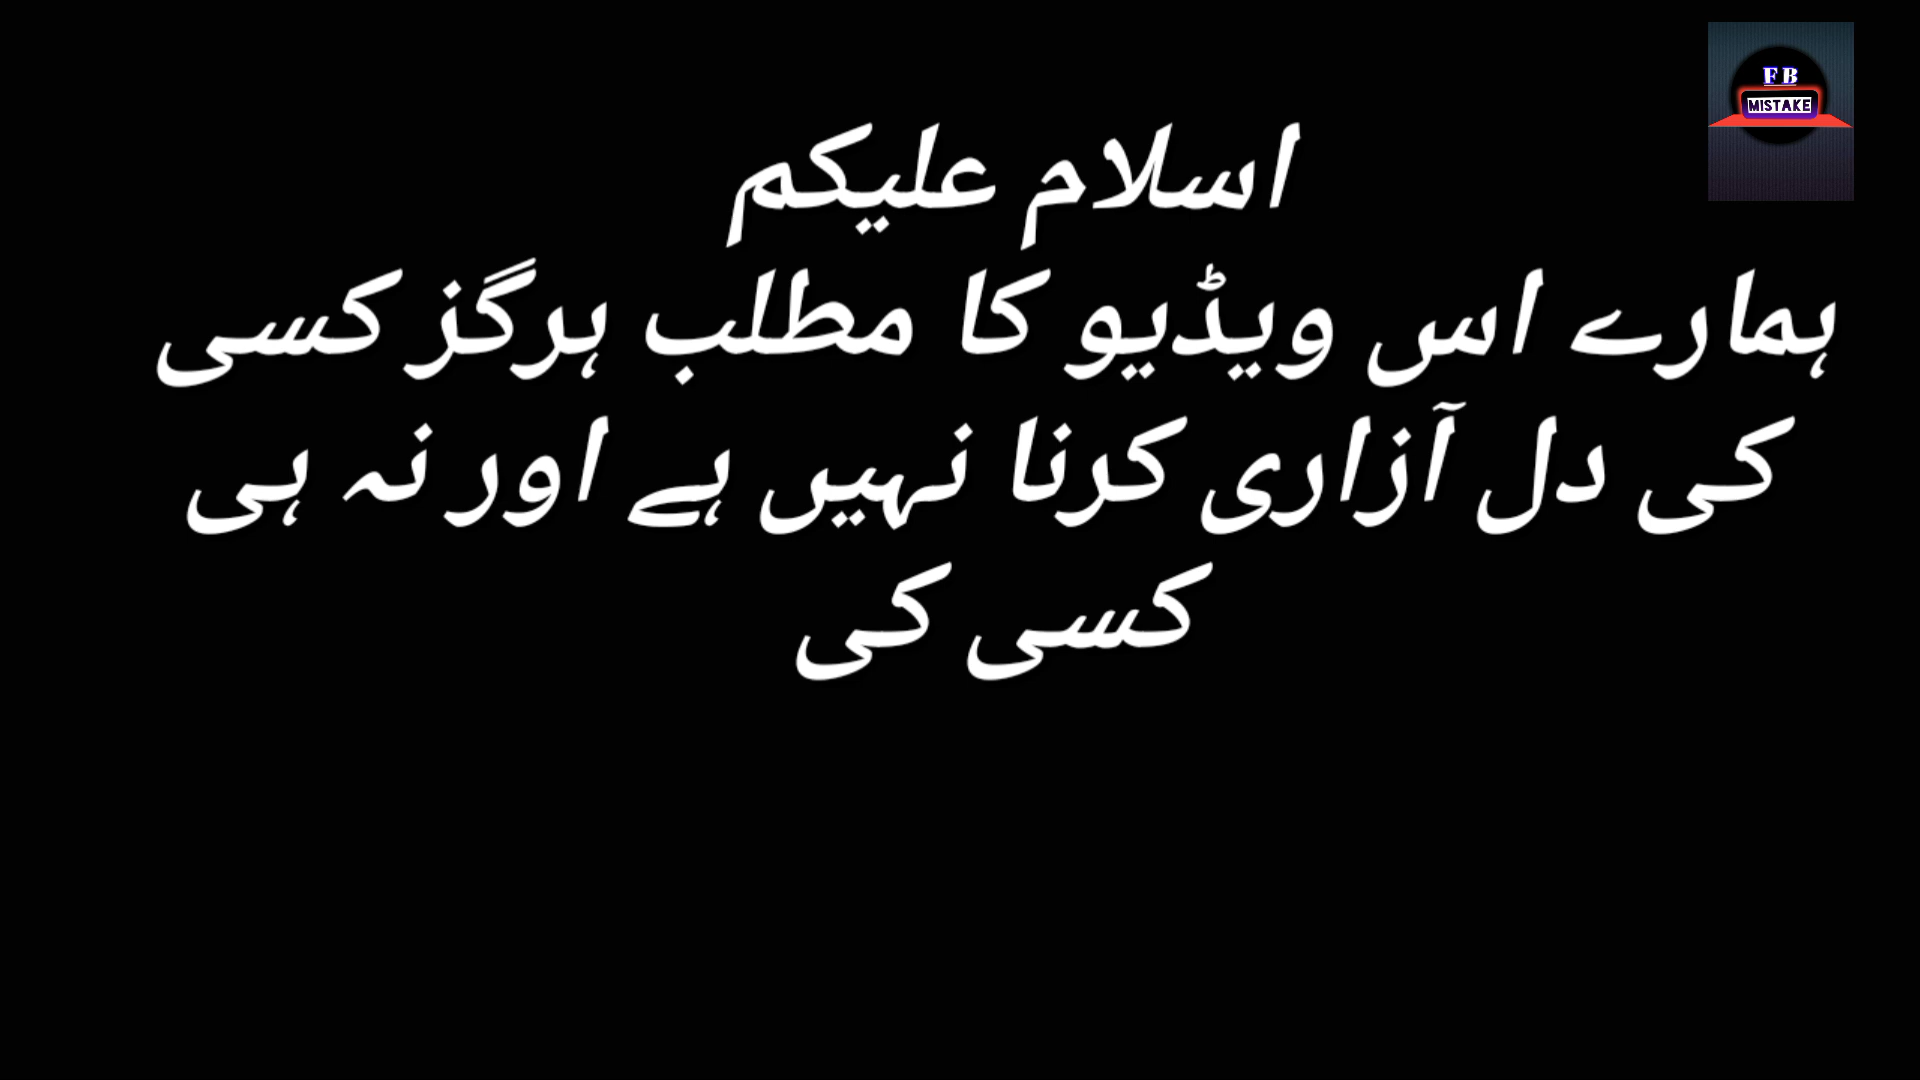 اسلام علیکم
ہمارے اس ویڈیو کا مطلب ہرگز کسی
کی دل آزاری کرنا نہیں ہے اور نہ ہی
کسی کی
FB
MISTAKE